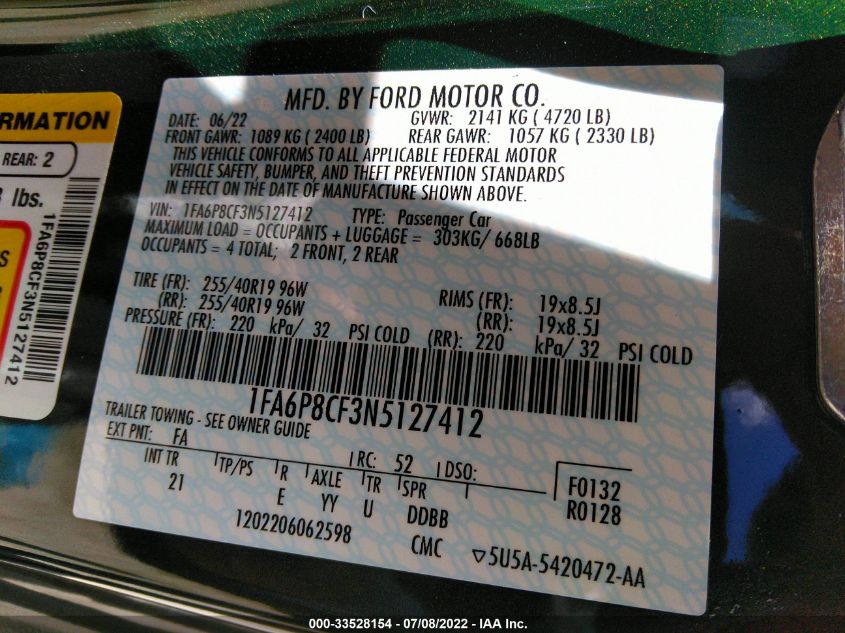 MFD. BY FORD MOTOR CO.
DATE: 06/22 GVWR: 2141 KG ( 4720 LB)
FRONT GAWR: 1089 KG ( 2400 LB) REAR GAWR: 1057 KG ( 2330 LB)
THIS VEHICLE CONFORMS TO ALL APPLICABLE FEDERAL MOTOR
VEHICLE SAFETY, BUMPER, AND THEFT PREVENTION STANDARDS
IN EFFECT ON THE DATE OF MANUFACTURE SHOWN ABOVE.
VIN: 1FA6P8CF3N5127412 TYPE: Passenger Car
MAXIMUM LOAD = OCCUPANTS + LUGGAGE = 303KG/ 668LB
OCCUPANTS = 4 TOTAL; 2 FRONT, 2 REAR
TIRE (FR): 255/40R19 96W RIMS (FR): 19x8.5J
(RR): 255/40R19 96W (RR): 19x8.5J
PRESSURE (FR): 220 kPa/ 32 PSI COLD (RR): 220 kPa/ 32 PSI COLD
1FA6P8CF3N5127412
TRAILER TOWING - SEE OWNER GUIDE
EXT PNT: FA RC: 52 DSO:
INT TR TP/PS R AXLE TR SPR F0132
21 E YY U DDBB R0128
1202206062598 CMC ▽5U5A-5420472-AA
ORMATION
REAR: 2
lbs.
1FA6P8CF3N5127412
000-33528154 - 07/08/2022 - IAA Inc.